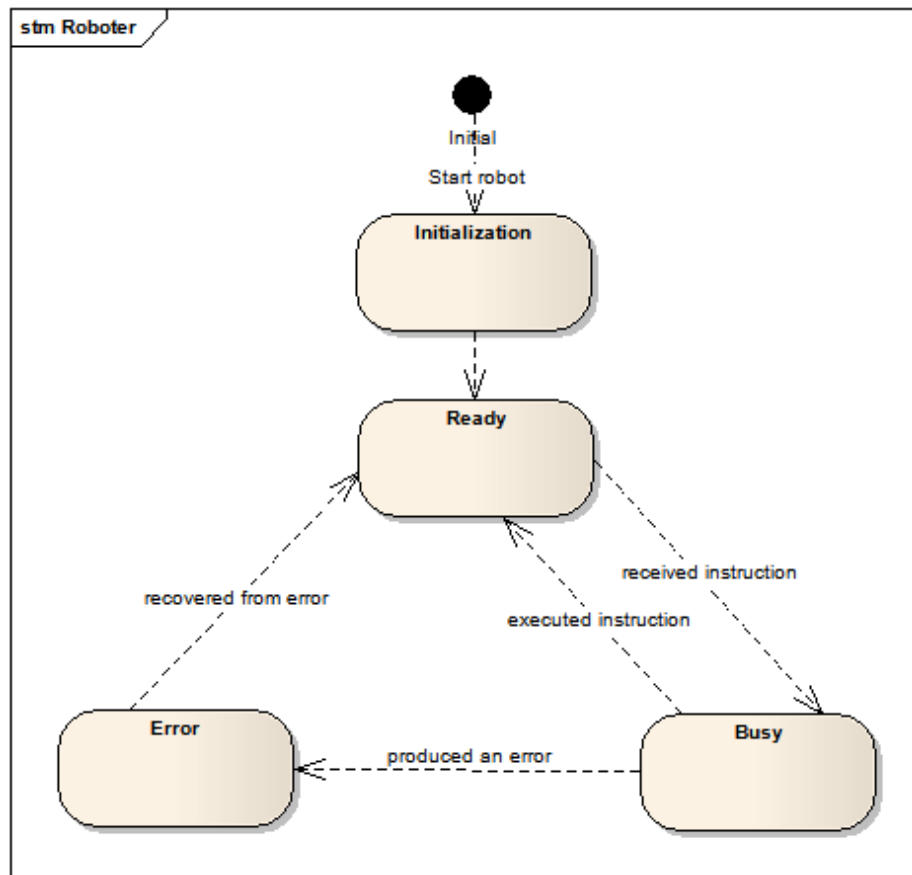 stm Roboter
Initial
Start robot
Initialization
Ready
received instruction
recovered from error
executed instruction
Error
Busy
produced an error